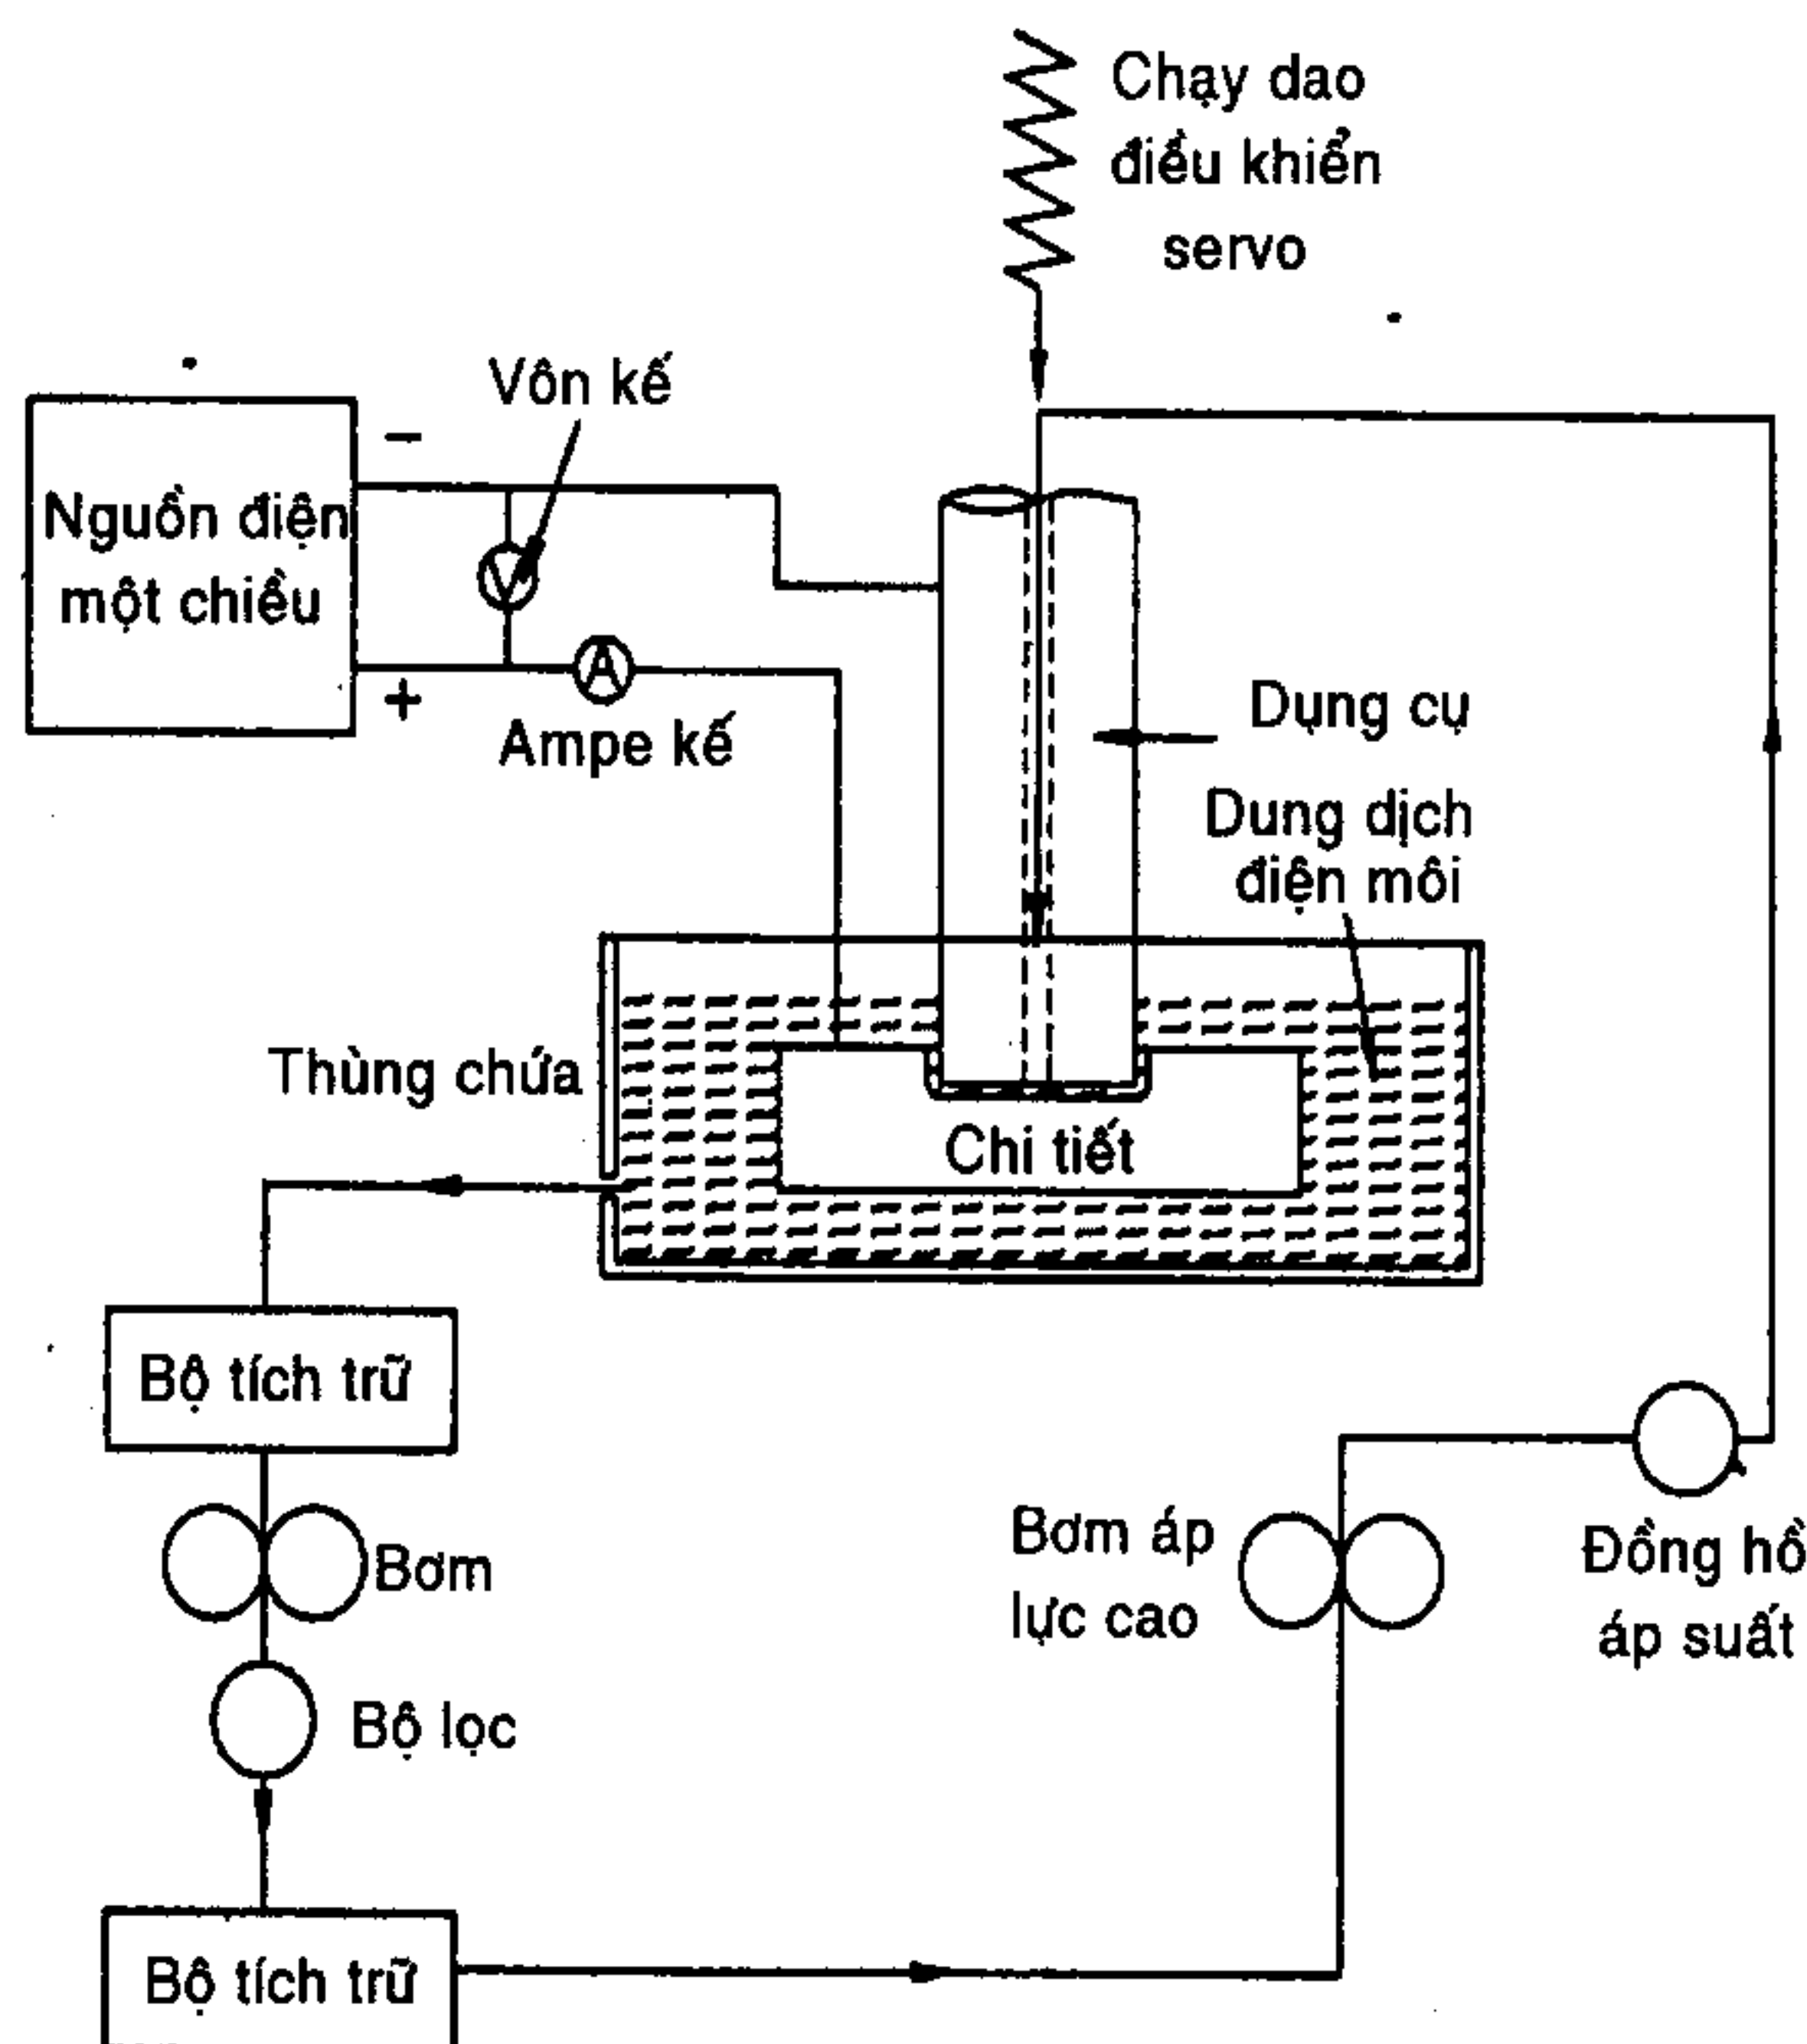 Chạy dao
điều khiển
servo
Vôn kế
−
Nguồn điện
một chiều
V
+
A
Ampe kế
Dụng cụ
Dung dịch
điện môi
Thùng chứa
Chi tiết
Bộ tích trữ
Bơm
Bơm áp
lực cao
Đồng hồ
áp suất
Bộ lọc
Bộ tích trữ